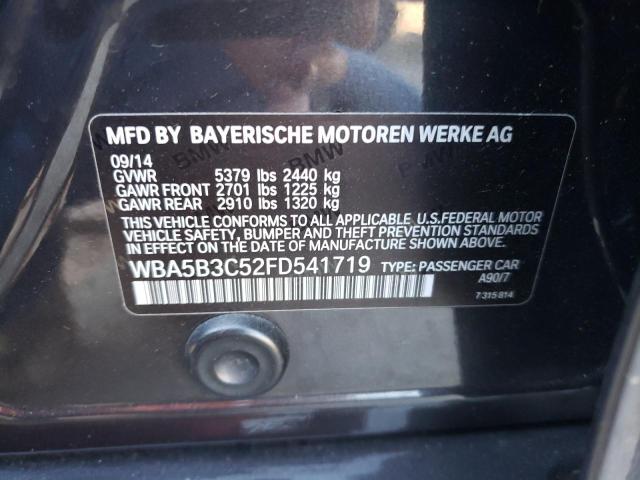 MFD BY BAYERISCHE MOTOREN WERKE AG
09/14
GVWR 5379 lbs 2440 kg
GAWR FRONT 2701 lbs 1225 kg
GAWR REAR 2910 lbs 1320 kg
THIS VEHICLE CONFORMS TO ALL APPLICABLE U.S.FEDERAL MOTOR
VEHICLE SAFETY, BUMPER AND THEFT PREVENTION STANDARDS
IN EFFECT ON THE DATE OF MANUFACTURE SHOWN ABOVE.
WBA5B3C52FD541719 TYPE: PASSENGER CAR
A90/7
7 315 814
BMW
BMW